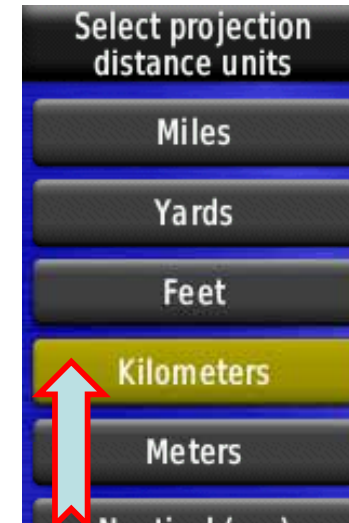 Select projection
distance units
Miles
Yards
Feet
Kilometers
Meters